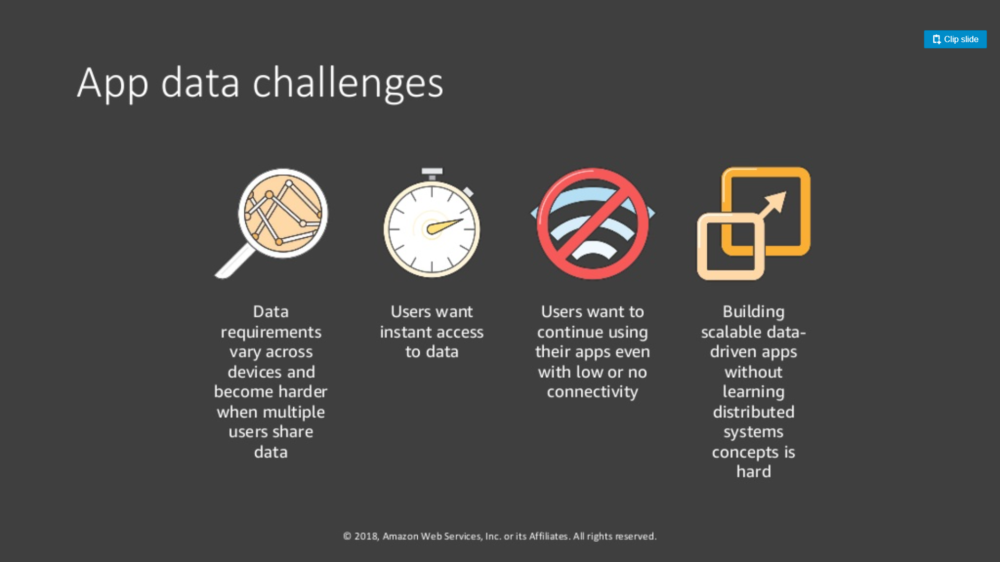 Clip slide
App data challenges
Data
requirements
vary across
devices and
become harder
when multiple
users share
data
Users want
instant access
to data
Users want to
continue using
their apps even
with low or no
connectivity
Building
scalable data-
driven apps
without
learning
distributed
systems
concepts is
hard
© 2018, Amazon Web Services, Inc. or its Affiliates. All rights reserved.